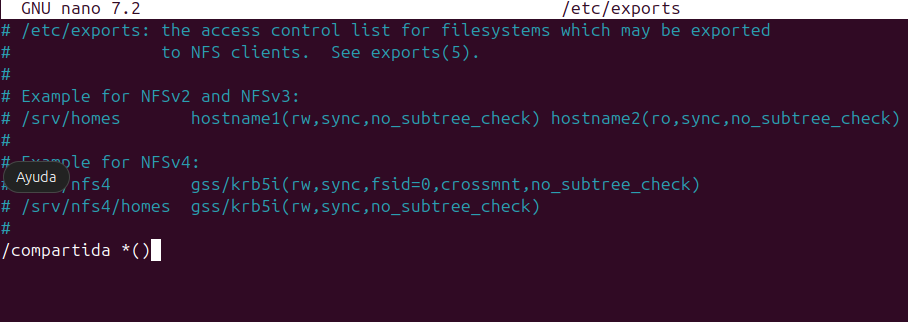 GNU nano 7.2 /etc/exports
# /etc/exports: the access control list for filesystems which may be exported
# to NFS clients. See exports(5).
#
# Example for NFSv2 and NFSv3:
# /srv/homes hostname1(rw,sync,no_subtree_check) hostname2(ro,sync,no_subtree_check)
#
# Example for NFSv4:
/nfs4 gss/krb5i(rw,sync,fsid=0,crossmnt,no_subtree_check)
Ayuda
# /srv/nfs4/homes gss/krb5i(rw,sync,no_subtree_check)
#
/compartida *()